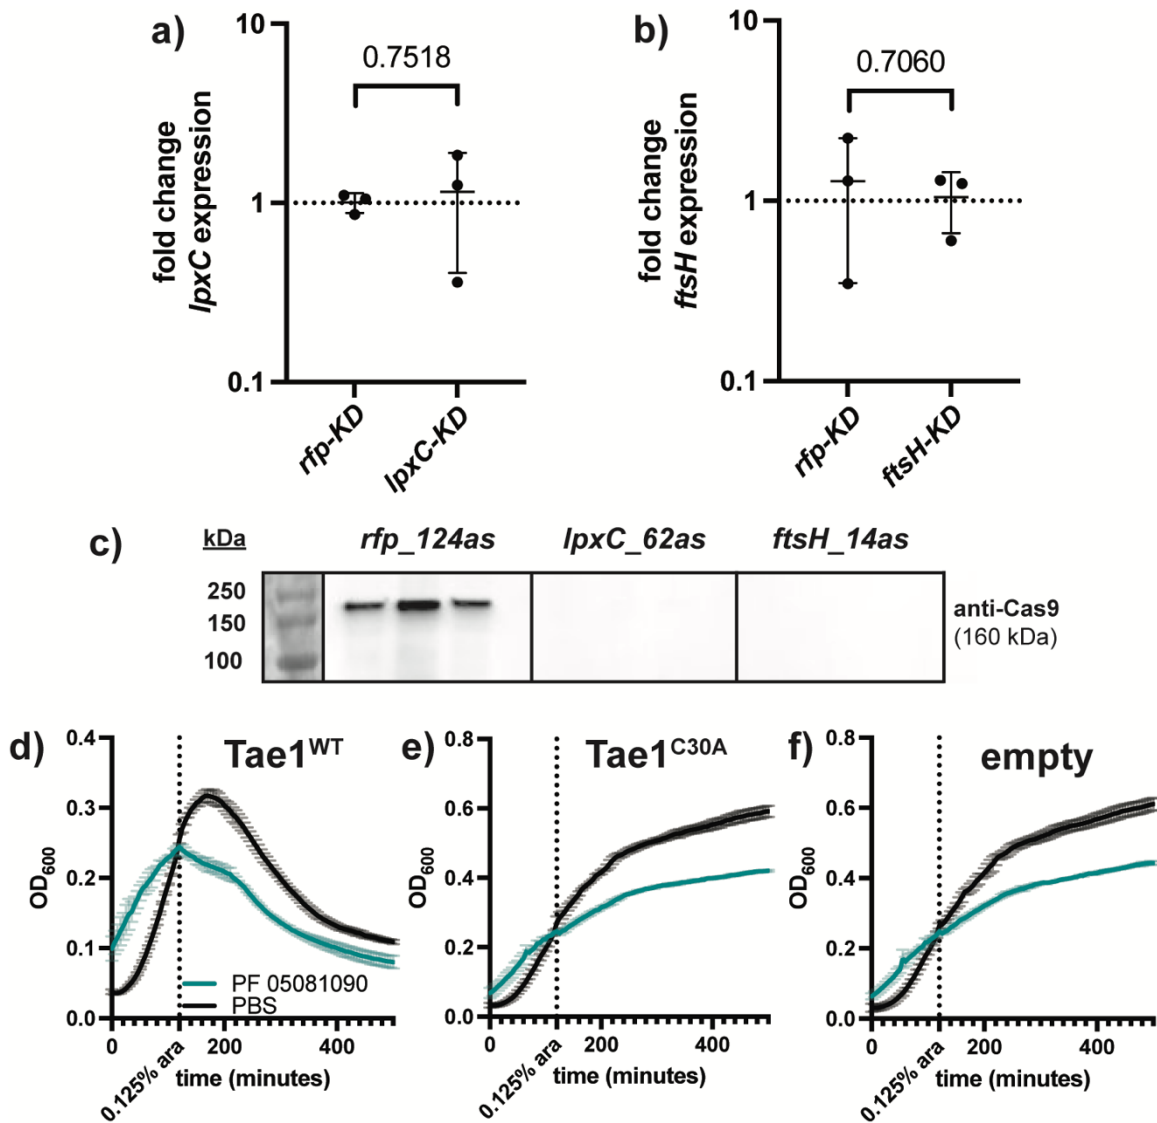 a)
10
1
0.1
fold change
lpxC expression
0.7518
rfp-KD
lpxC-KD
b)
10
1
0.1
fold change
ftsH expression
0.7060
rfp-KD
ftsH-KD
c)
kDa
rfp_124as
lpxC_62as
ftsH_14as
250
150
100
anti-Cas9
(160 kDa)
d)
Tae1WT
0.4
0.3
0.2
0.1
0.0
OD600
PF 05081090
PBS
0
200
400
0.125% ara
time (minutes)
e)
Tae1C30A
0.8
0.6
0.4
0.2
0.0
OD600
0
200
400
0.125% ara
time (minutes)
f)
empty
0.8
0.6
0.4
0.2
0.0
OD600
0
200
400
0.125% ara
time (minutes)